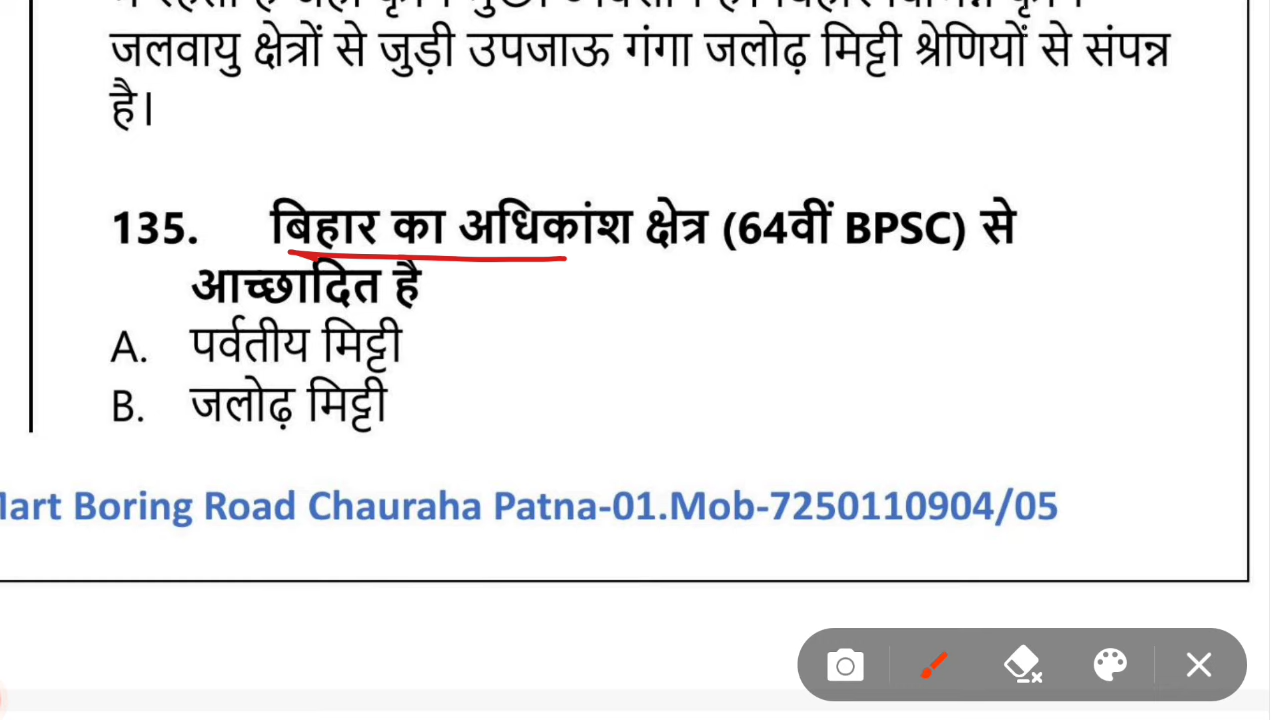 जलवायु क्षेत्रों से जुड़ी उपजाऊ गंगा जलोढ़ मिट्टी श्रेणियों से संपन्न
है।
135. बिहार का अधिकांश क्षेत्र (64वीं BPSC) से
आच्छादित है
A. पर्वतीय मिट्टी
B. जलोढ़ मिट्टी
Boring Road Chauraha Patna-01.Mob-7250110904/05